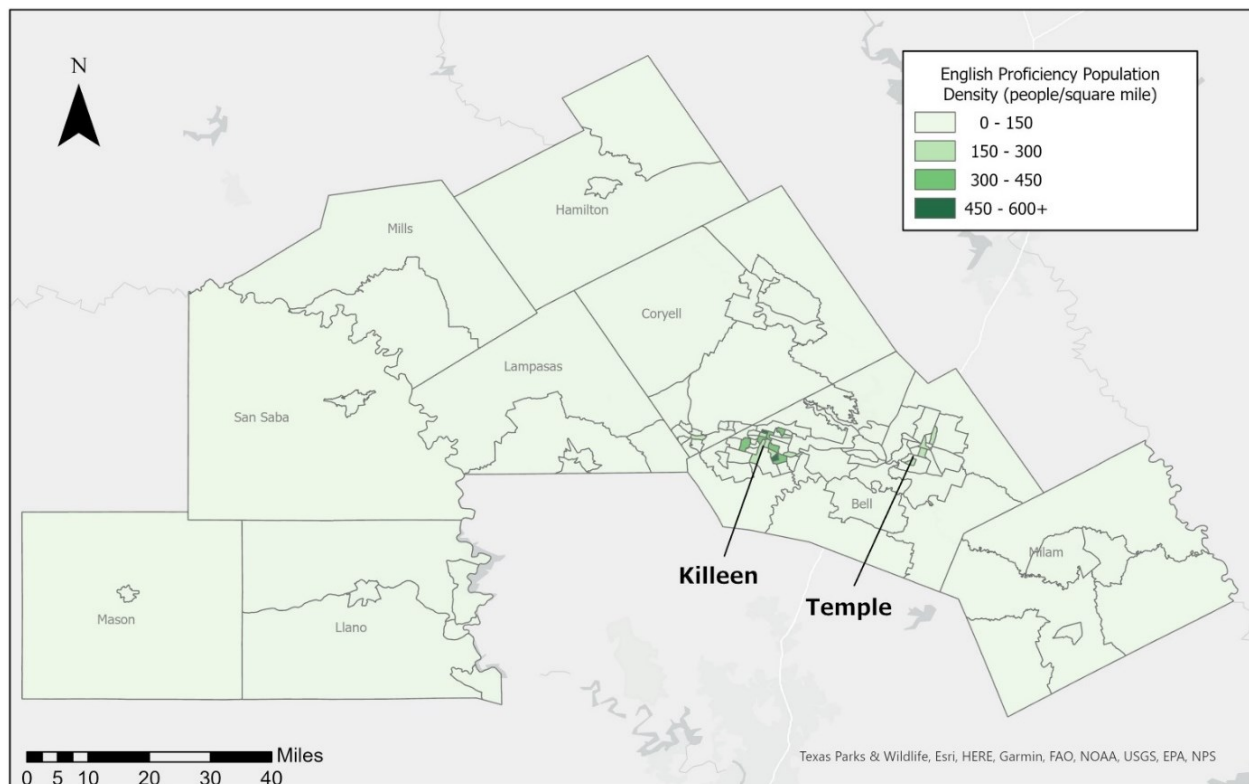 N
English Proficiency Population
Density (people/square mile)
0 - 150
150 - 300
300 - 450
450 - 600+
Hamilton
Mills
Coryell
Lampasas
San Saba
Bell
Milam
Killeen
Temple
Mason
Llano
Miles
0 5 10 20 30 40
Texas Parks & Wildlife, Esri, HERE, Garmin, FAO, NOAA, USGS, EPA, NPS